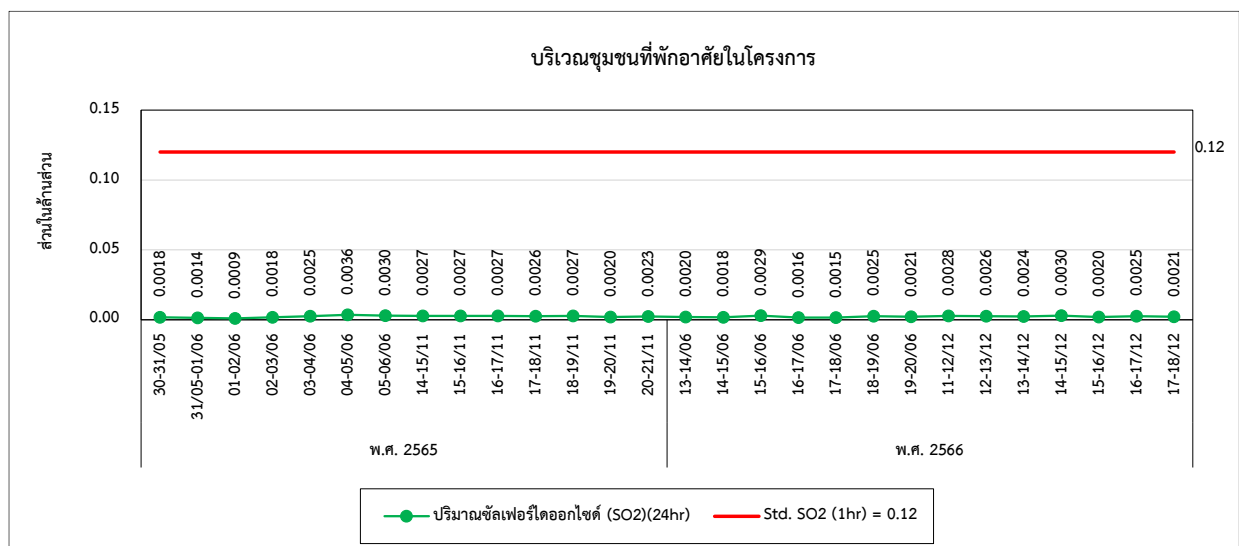 บริเวณชุมชนที่พักอาศัยในโครงการ
ส่วนในล้านส่วน
0.15
0.10
0.05
0.00
0.12
0.0018 0.0014 0.0009 0.0018 0.0025 0.0036 0.0030 0.0027 0.0027 0.0027 0.0026 0.0027 0.0020 0.0023 0.0020 0.0018 0.0029 0.0016 0.0015 0.0025 0.0021 0.0028 0.0026 0.0024 0.0030 0.0020 0.0025 0.0021
30-31/05 31/05-01/06 01-02/06 02-03/06 03-04/06 04-05/06 05-06/06 14-15/11 15-16/11 16-17/11 17-18/11 18-19/11 19-20/11 20-21/11 13-14/06 14-15/06 15-16/06 16-17/06 17-18/06 18-19/06 19-20/06 11-12/12 12-13/12 13-14/12 14-15/12 15-16/12 16-17/12 17-18/12
พ.ศ. 2565 พ.ศ. 2566
ปริมาณซัลเฟอร์ไดออกไซด์ (SO2)(24hr) Std. SO2 (1hr) = 0.12